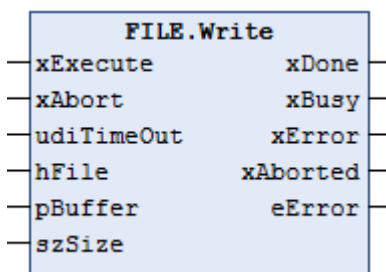 FILE.Write
xExecute xDone
xAbort xBusy
udiTimeOut xError
hFile xAborted
pBuffer eError
szSize